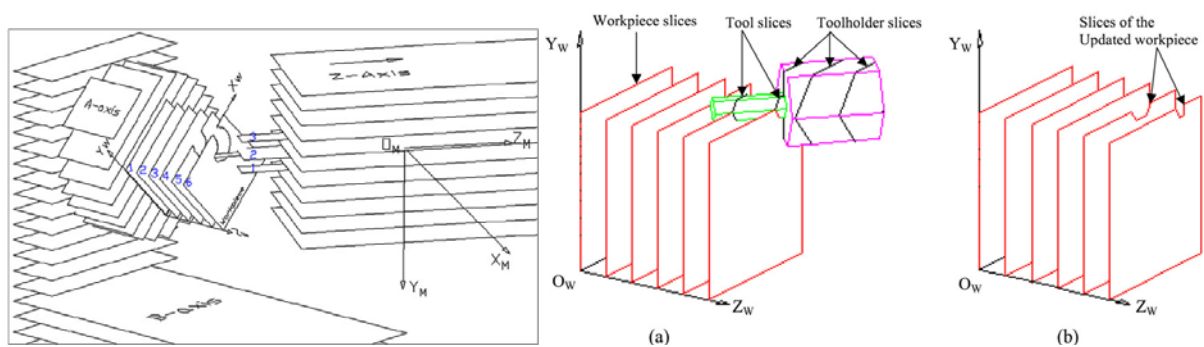 A-axis
Z-Axis
X_W
Y_W
1 2 3 4 5 6
3
2
1
O_M
Z_M
X_M
Y_M
B-axis
Workpiece slices
Tool slices
Toolholder slices
Y_W
O_W
Z_W
(a)
Slices of the
Updated workpiece
Y_W
O_W
Z_W
(b)